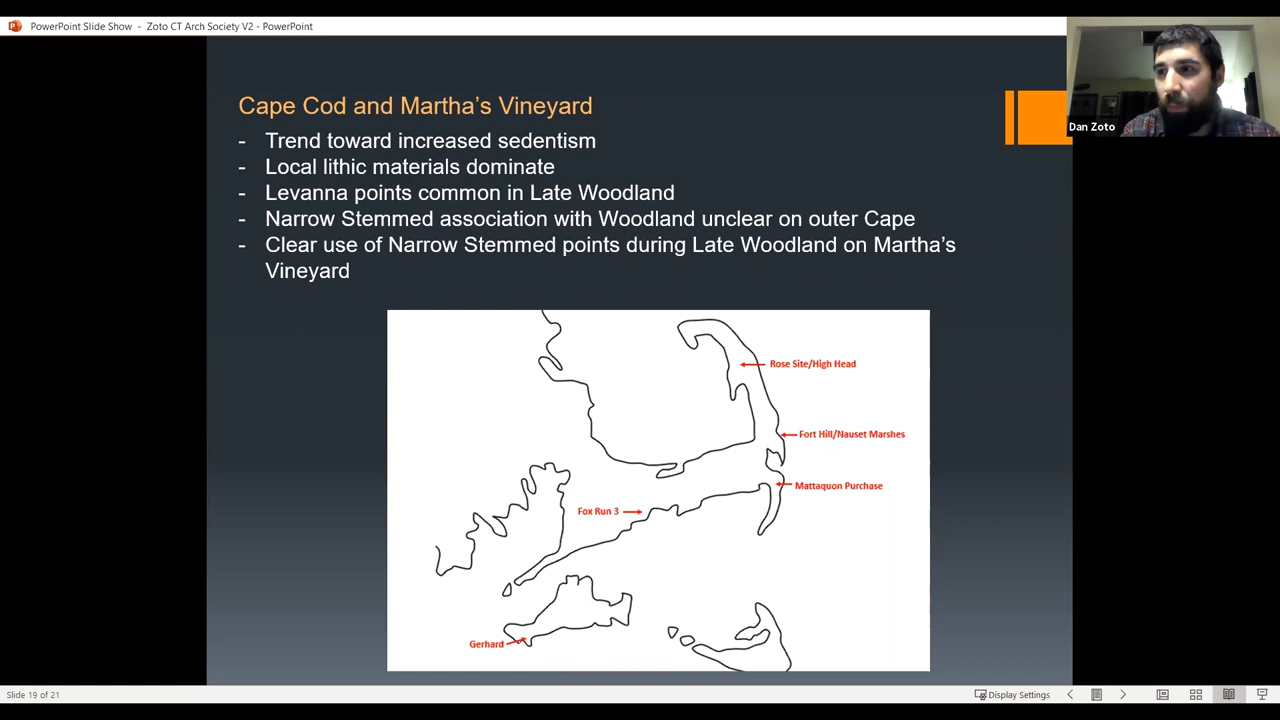 PowerPoint Slide Show - Zoto CT Arch Society V2 - PowerPoint
Dan Zoto
Cape Cod and Martha's Vineyard
- Trend toward increased sedentism
- Local lithic materials dominate
- Levanna points common in Late Woodland
- Narrow Stemmed association with Woodland unclear on outer Cape
- Clear use of Narrow Stemmed points during Late Woodland on Martha's
Vineyard
Rose Site/High Head
Fort Hill/Nauset Marshes
Mattaquon Purchase
Fox Run 3
Gerhard
Slide 19 of 21
Display Settings